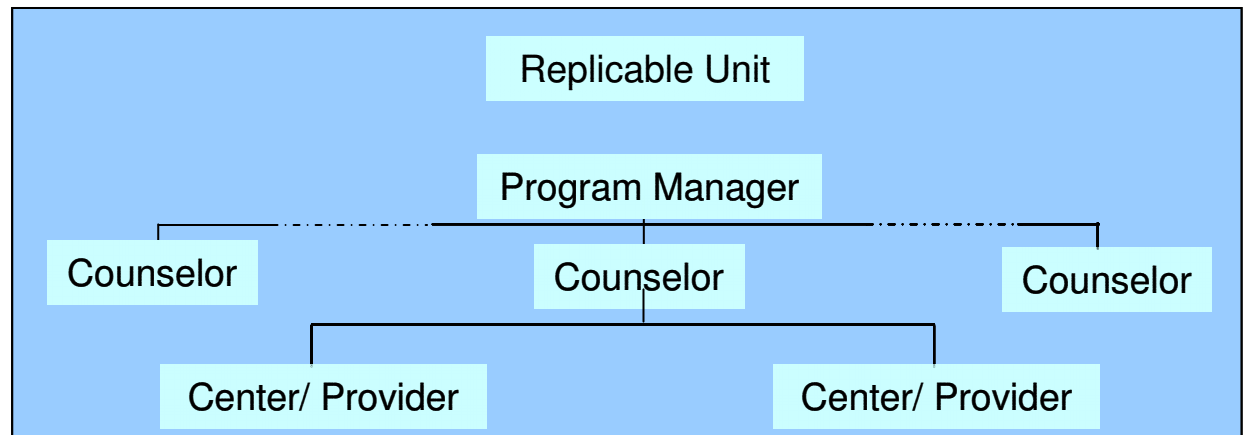 Replicable Unit
Program Manager
Counselor
Counselor
Counselor
Center/ Provider
Center/ Provider